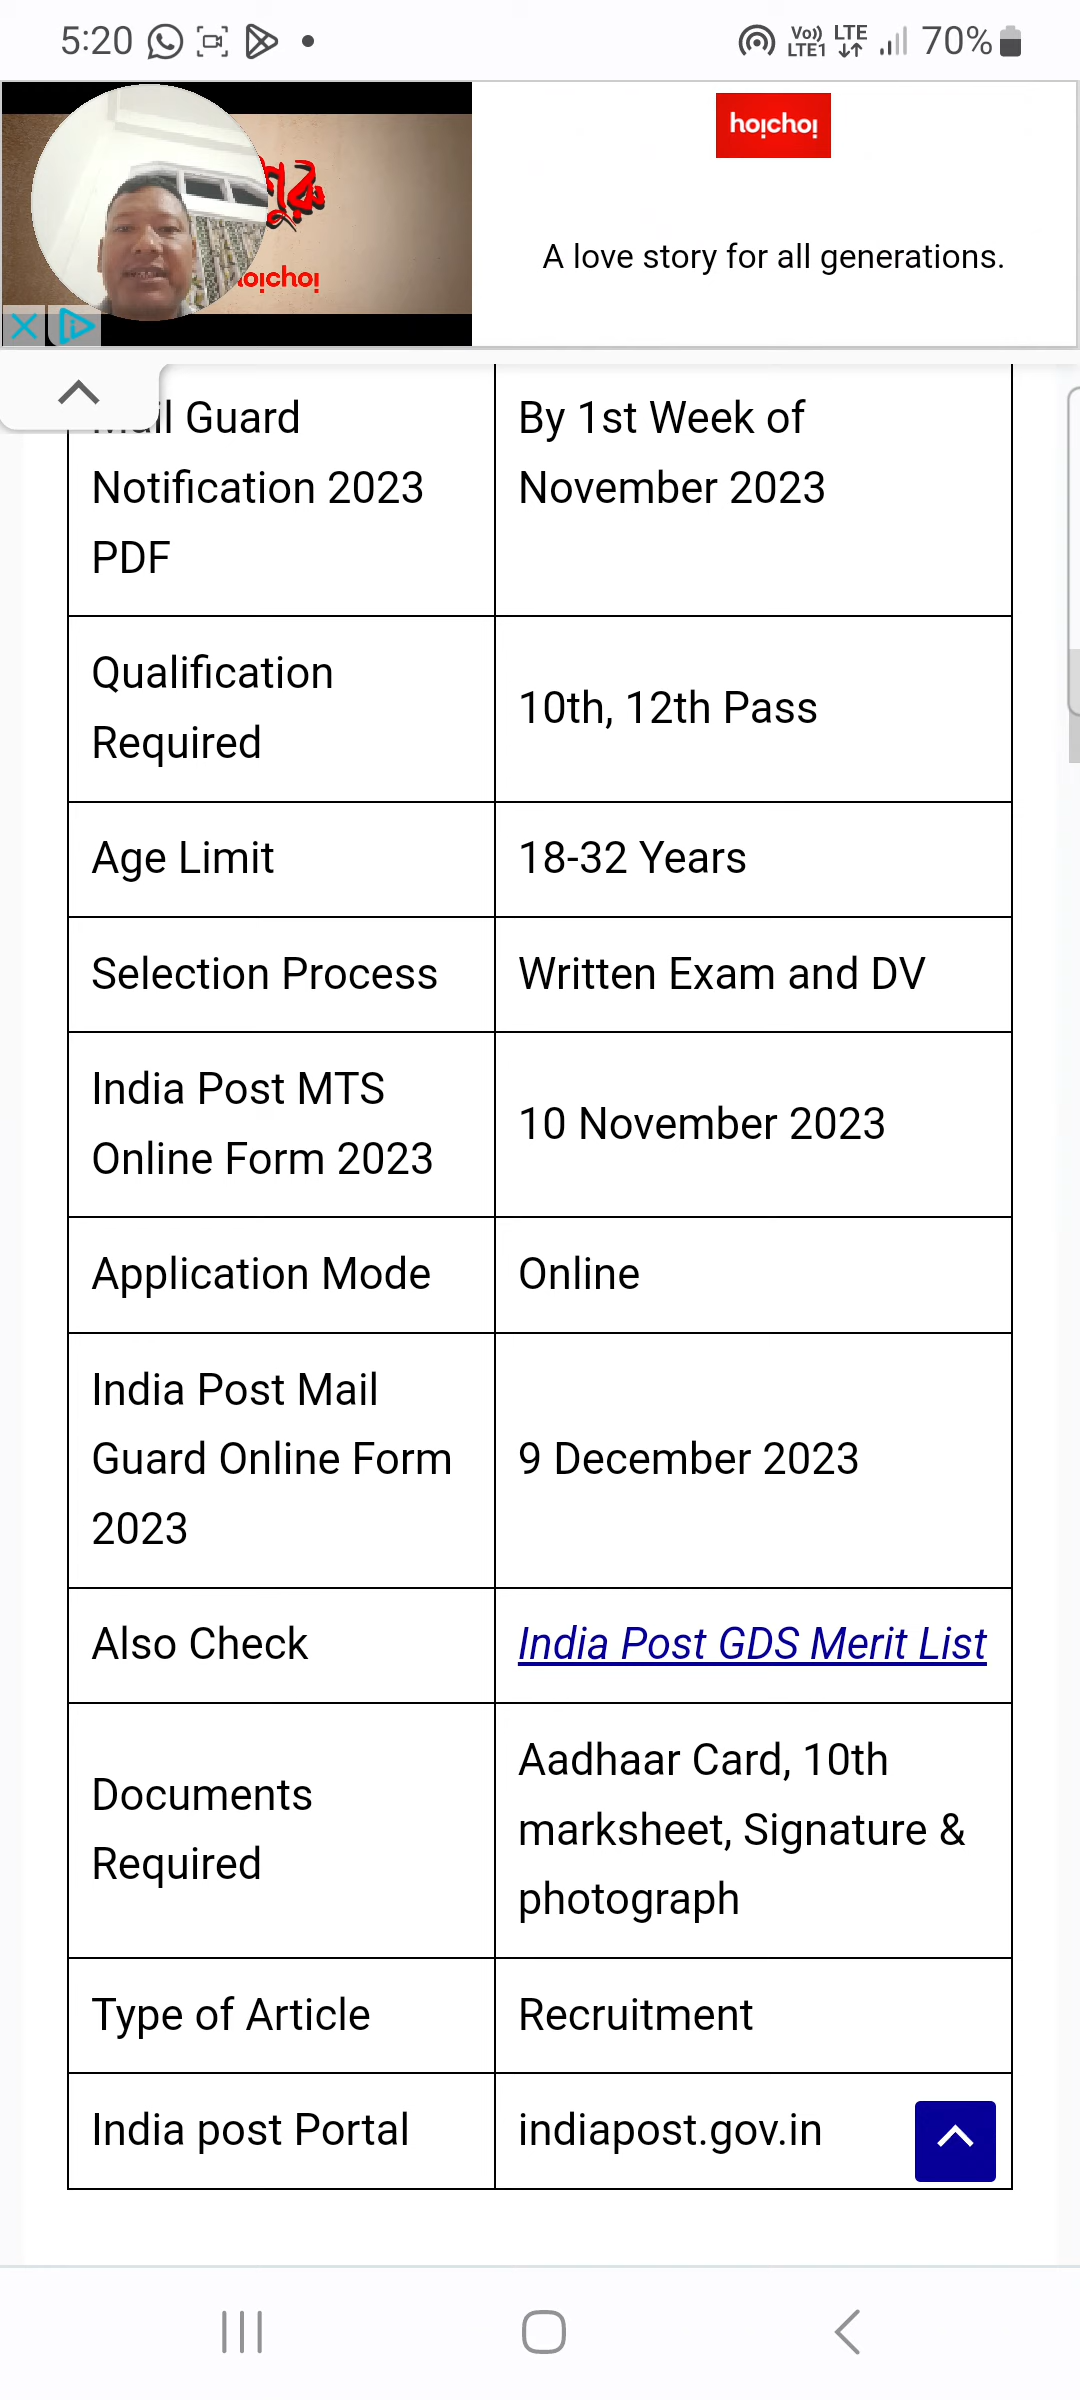 5:20
Vo)) LTE1
LTE
70%
hoichoi
A love story for all generations.
hoichoi
Guard
Notification 2023
PDF
By 1st Week of
November 2023
Qualification
Required
10th, 12th Pass
Age Limit
18-32 Years
Selection Process
Written Exam and DV
India Post MTS
Online Form 2023
10 November 2023
Application Mode
Online
India Post Mail
Guard Online Form
2023
9 December 2023
Also Check
India Post GDS Merit List
Documents
Required
Aadhaar Card, 10th
marksheet, Signature &
photograph
Type of Article
Recruitment
India post Portal
indiapost.gov.in